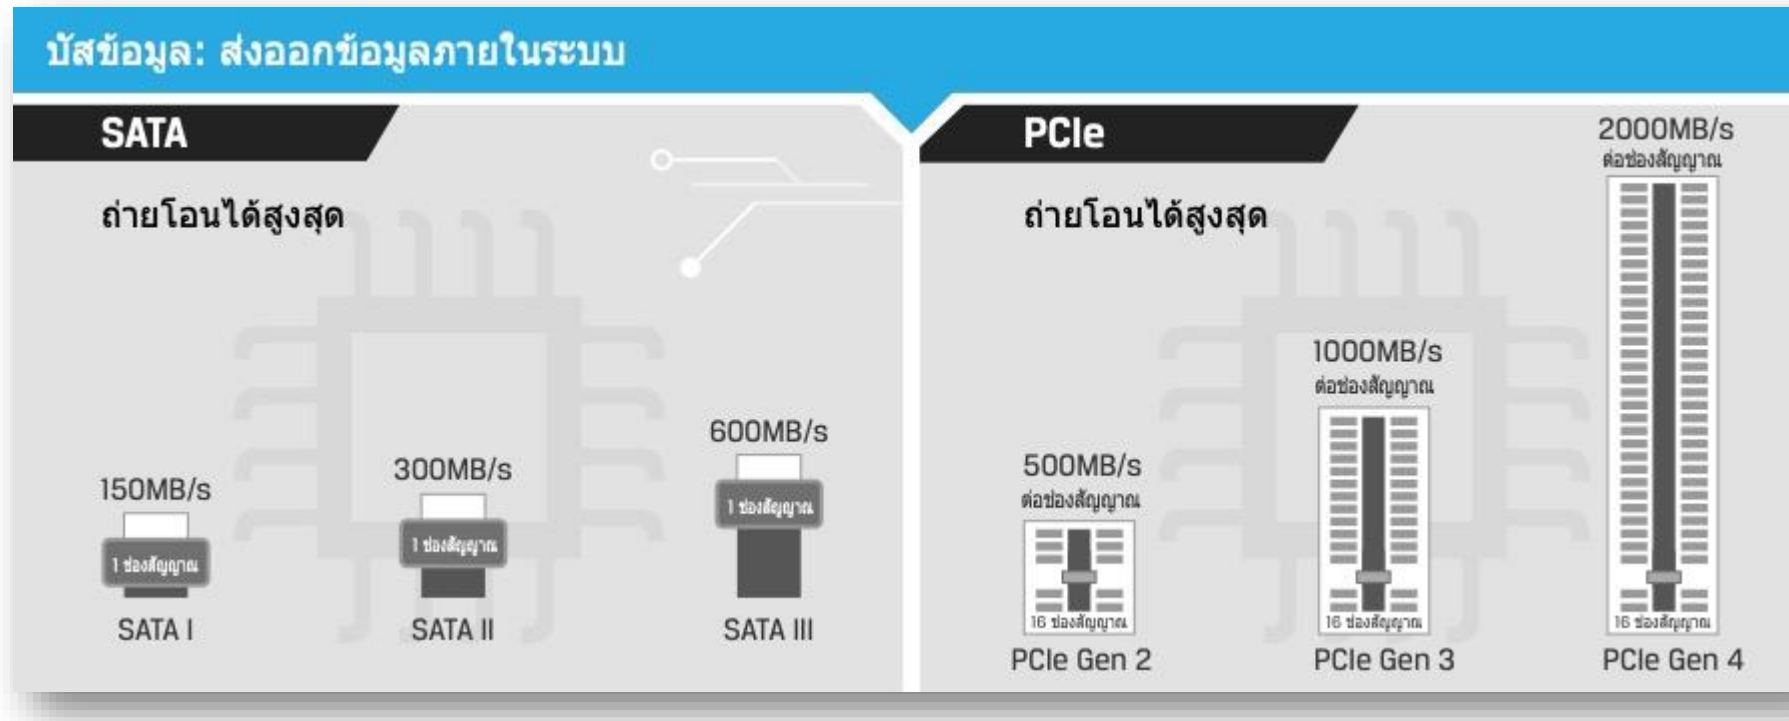 บัสข้อมูล: ส่งออกข้อมูลภายในระบบ
SATA
ถ่ายโอนได้สูงสุด
150MB/s
1 ช่องสัญญาณ
SATA I
300MB/s
1 ช่องสัญญาณ
SATA II
600MB/s
1 ช่องสัญญาณ
SATA III
PCIe
ถ่ายโอนได้สูงสุด
500MB/s
ต่อช่องสัญญาณ
16 ช่องสัญญาณ
PCIe Gen 2
1000MB/s
ต่อช่องสัญญาณ
16 ช่องสัญญาณ
PCIe Gen 3
2000MB/s
ต่อช่องสัญญาณ
16 ช่องสัญญาณ
PCIe Gen 4